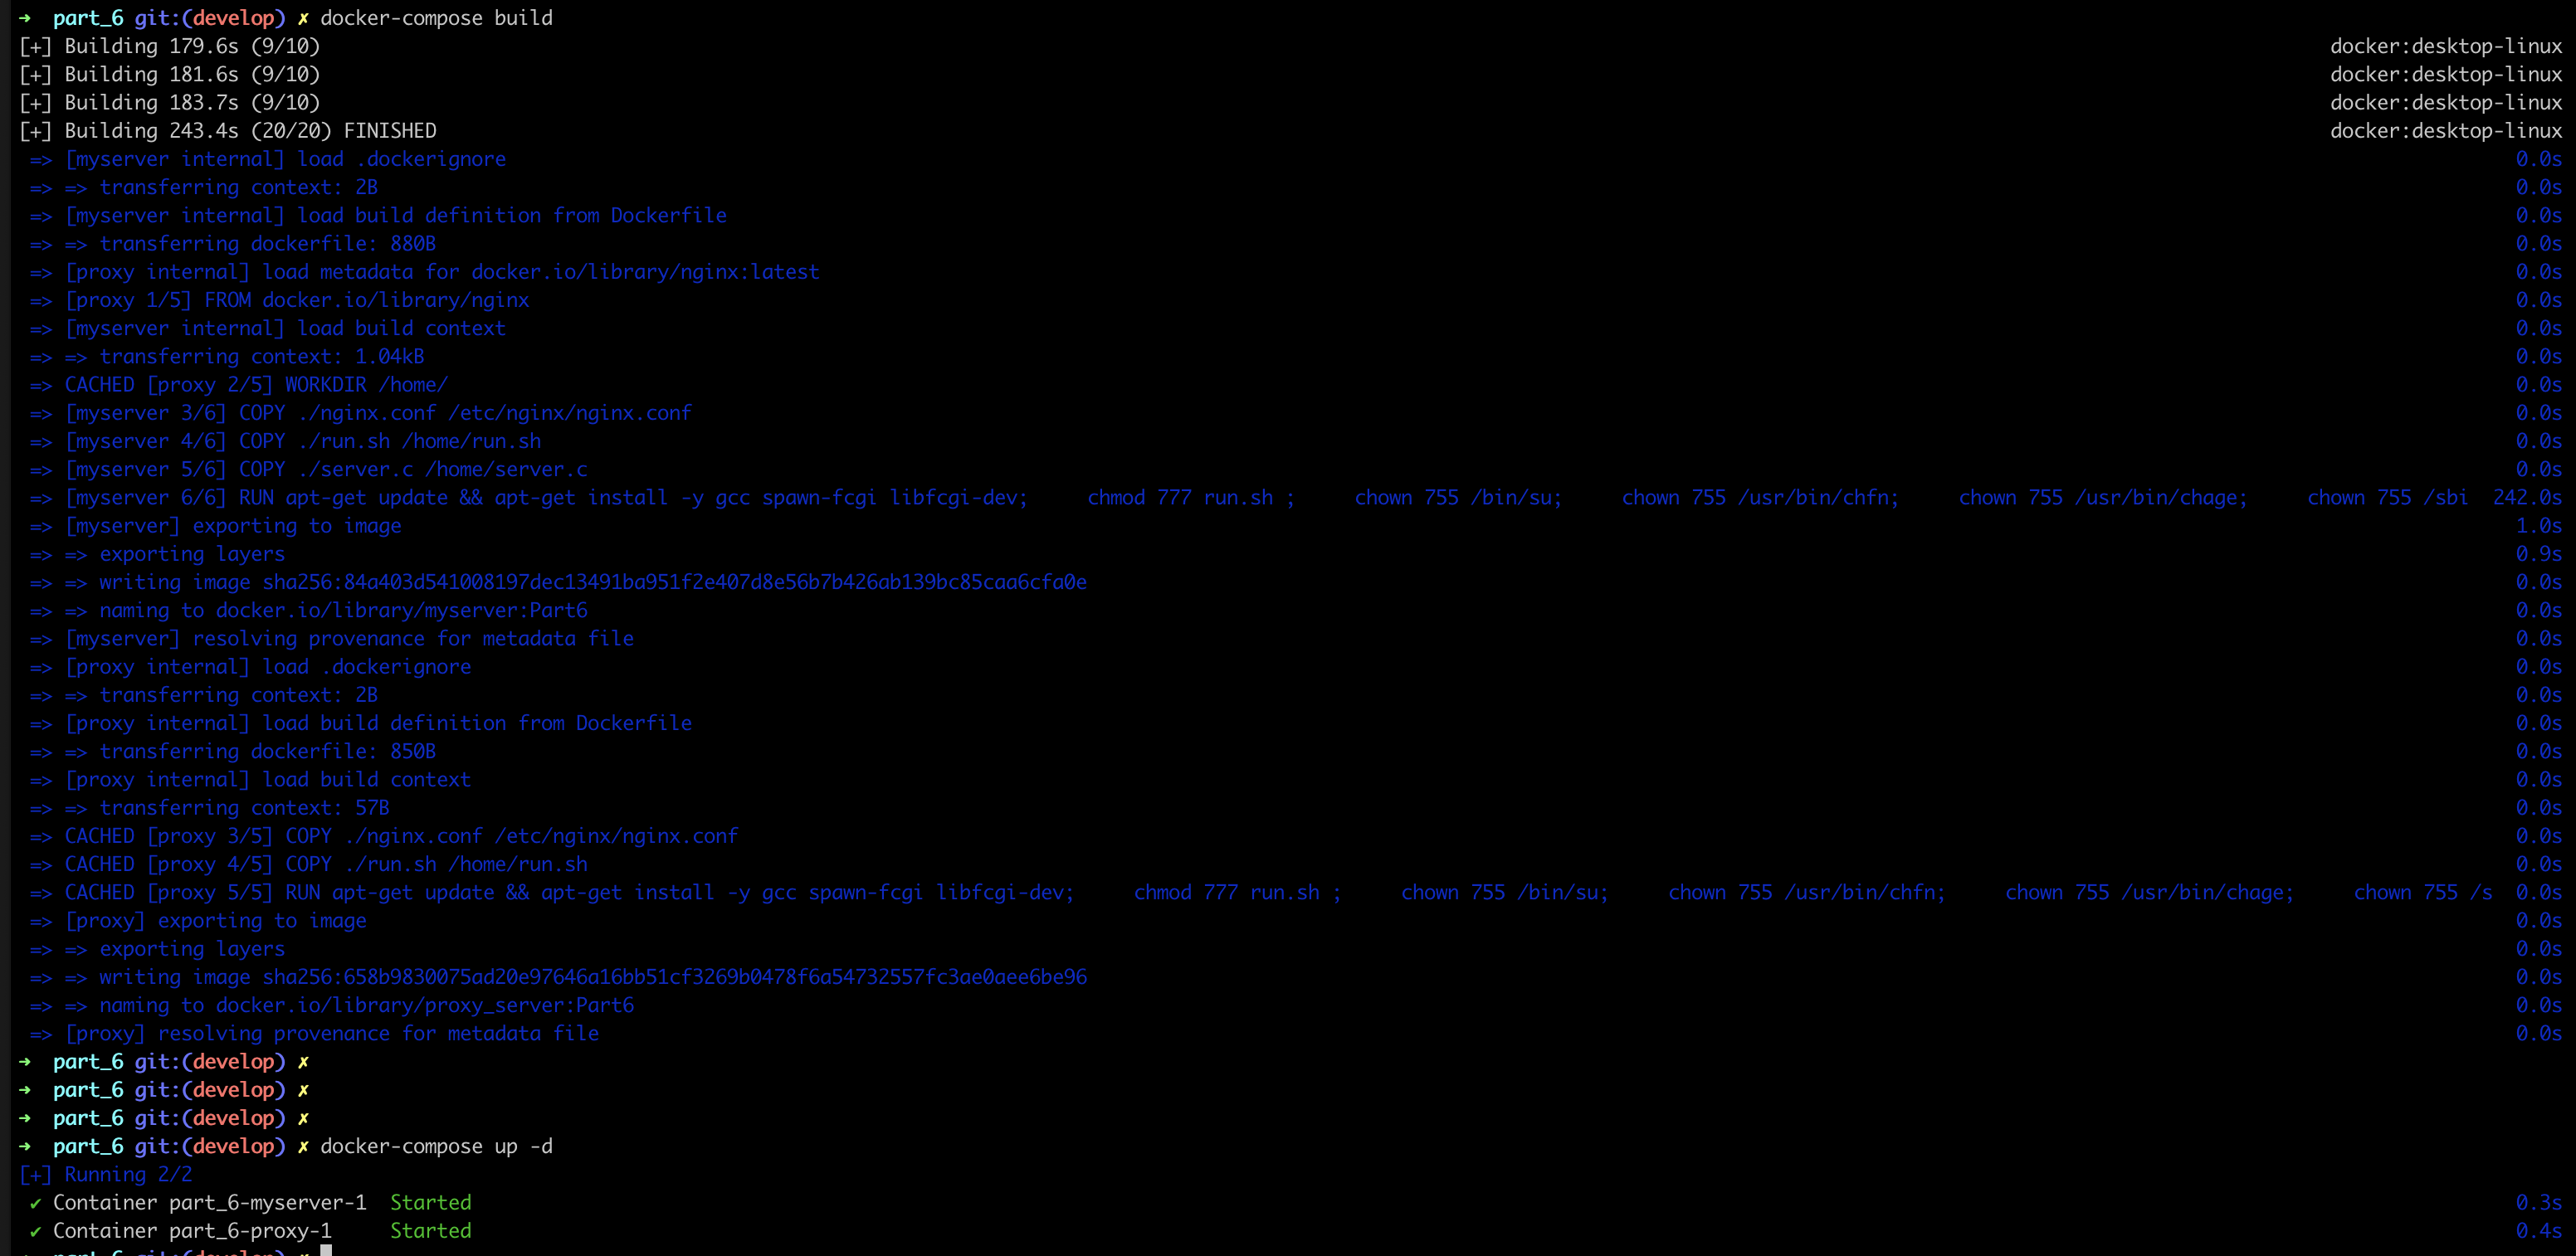 ➜ part_6 git:(develop) ✗ docker-compose build
[+] Building 179.6s (9/10) docker:desktop-linux
[+] Building 181.6s (9/10) docker:desktop-linux
[+] Building 183.7s (9/10) docker:desktop-linux
[+] Building 243.4s (20/20) FINISHED docker:desktop-linux
=> [myserver internal] load .dockerignore 0.0s
=> => transferring context: 2B 0.0s
=> [myserver internal] load build definition from Dockerfile 0.0s
=> => transferring dockerfile: 880B 0.0s
=> [proxy internal] load metadata for docker.io/library/nginx:latest 0.0s
=> [proxy 1/5] FROM docker.io/library/nginx 0.0s
=> [myserver internal] load build context 0.0s
=> => transferring context: 1.04kB 0.0s
=> CACHED [proxy 2/5] WORKDIR /home/ 0.0s
=> [myserver 3/6] COPY ./nginx.conf /etc/nginx/nginx.conf 0.0s
=> [myserver 4/6] COPY ./run.sh /home/run.sh 0.0s
=> [myserver 5/6] COPY ./server.c /home/server.c 0.0s
=> [myserver 6/6] RUN apt-get update && apt-get install -y gcc spawn-fcgi libfcgi-dev; chmod 777 run.sh ; chown 755 /bin/su; chown 755 /usr/bin/chfn; chown 755 /usr/bin/chage; chown 755 /sbi 242.0s
=> [myserver] exporting to image 1.0s
=> => exporting layers 0.9s
=> => writing image sha256:84a403d541008197dec13491ba951f2e407d8e56b7b426ab139bc85caa6cfa0e 0.0s
=> => naming to docker.io/library/myserver:Part6 0.0s
=> [myserver] resolving provenance for metadata file 0.0s
=> [proxy internal] load .dockerignore 0.0s
=> => transferring context: 2B 0.0s
=> [proxy internal] load build definition from Dockerfile 0.0s
=> => transferring dockerfile: 850B 0.0s
=> [proxy internal] load build context 0.0s
=> => transferring context: 57B 0.0s
=> CACHED [proxy 3/5] COPY ./nginx.conf /etc/nginx/nginx.conf 0.0s
=> CACHED [proxy 4/5] COPY ./run.sh /home/run.sh 0.0s
=> CACHED [proxy 5/5] RUN apt-get update && apt-get install -y gcc spawn-fcgi libfcgi-dev; chmod 777 run.sh ; chown 755 /bin/su; chown 755 /usr/bin/chfn; chown 755 /usr/bin/chage; chown 755 /s 0.0s
=> [proxy] exporting to image 0.0s
=> => exporting layers 0.0s
=> => writing image sha256:658b9830075ad20e97646a16bb51cf3269b0478f6a54732557fc3ae0aee6be96 0.0s
=> => naming to docker.io/library/proxy_server:Part6 0.0s
=> [proxy] resolving provenance for metadata file 0.0s
➜ part_6 git:(develop) ✗
➜ part_6 git:(develop) ✗
➜ part_6 git:(develop) ✗
➜ part_6 git:(develop) ✗ docker-compose up -d
[+] Running 2/2
✔ Container part_6-myserver-1 Started 0.3s
✔ Container part_6-proxy-1 Started 0.4s
➜ part_6 git:(develop) ✗